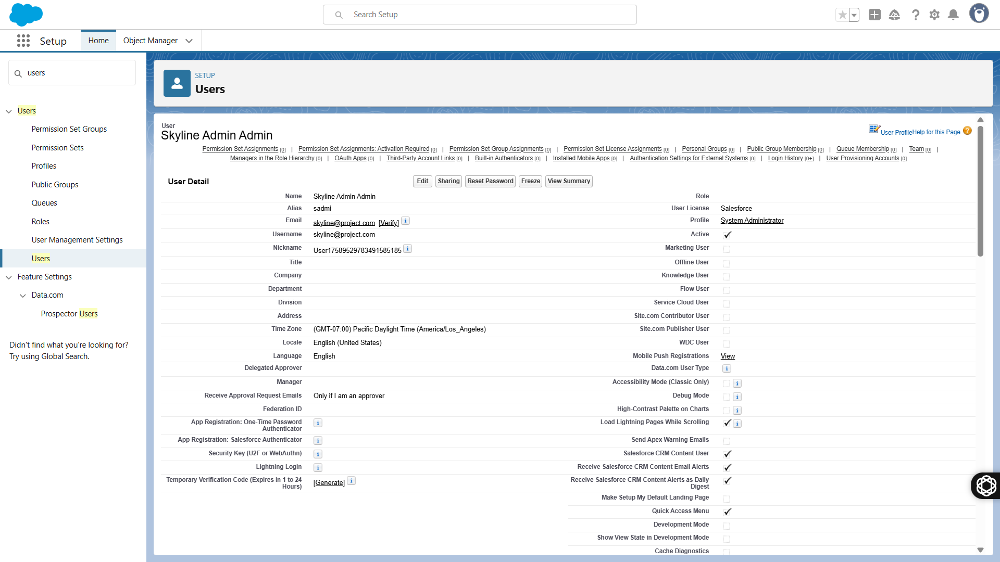 Search Setup
Setup
Home
Object Manager
users
Users
Permission Set Groups
Permission Sets
Profiles
Public Groups
Queues
Roles
User Management Settings
Users
Feature Settings
Data.com
Prospector Users
Didn't find what you're looking for?
Try using Global Search.
SETUP
Users
User
Skyline Admin Admin
User Profile Help for this Page
Permission Set Assignments [0] | Permission Set Assignments: Activation Required [0] | Permission Set Group Assignments [0] | Permission Set License Assignments [0] | Personal Groups [0] | Public Group Membership [0] | Queue Membership [0] | Team [0] |
Managers in the Role Hierarchy [0] | OAuth Apps [0] | Third-Party Account Links [0] | Built-in Authenticators [0] | Installed Mobile Apps [0] | Authentication Settings for External Systems [0] | Login History [0+] | User Provisioning Accounts [0]
User Detail
Edit Sharing Reset Password Freeze View Summary
Name Skyline Admin Admin
Alias sadmi
Email skyline@project.com [Verify]
Username skyline@project.com
Nickname User17589529783491585185
Title
Company
Department
Division
Address
Time Zone (GMT-07:00) Pacific Daylight Time (America/Los_Angeles)
Locale English (United States)
Language English
Delegated Approver
Manager
Receive Approval Request Emails Only if I am an approver
Federation ID
App Registration: One-Time Password
Authenticator
App Registration: Salesforce Authenticator
Security Key (U2F or WebAuthn)
Lightning Login
Temporary Verification Code (Expires in 1 to 24
Hours) [Generate]
Role
User License Salesforce
Profile System Administrator
Active
Marketing User
Offline User
Knowledge User
Flow User
Service Cloud User
Site.com Contributor User
Site.com Publisher User
WDC User
Mobile Push Registrations View
Data.com User Type
Accessibility Mode (Classic Only)
Debug Mode
High-Contrast Palette on Charts
Load Lightning Pages While Scrolling
Send Apex Warning Emails
Salesforce CRM Content User
Receive Salesforce CRM Content Email Alerts
Receive Salesforce CRM Content Alerts as Daily
Digest
Make Setup My Default Landing Page
Quick Access Menu
Development Mode
Show View State in Development Mode
Cache Diagnostics